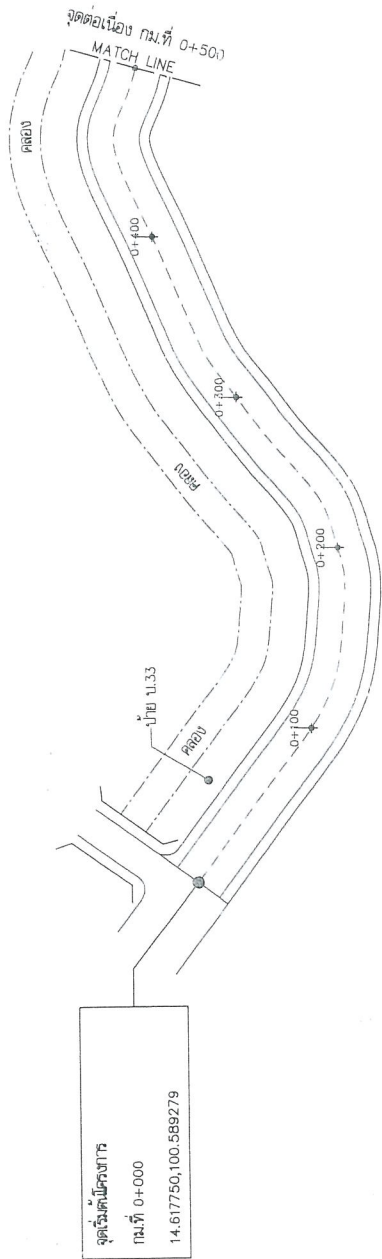 จุดต่อเนื่อง กม.ที่ 0+500
MATCH LINE
คลอง
0+400
0+300
คลอง
0+200
ป้าย บ.33
คลอง
0+100
จุดเริ่มต้นโครงการ
กม.ที่ 0+000
14.617750,100.589279